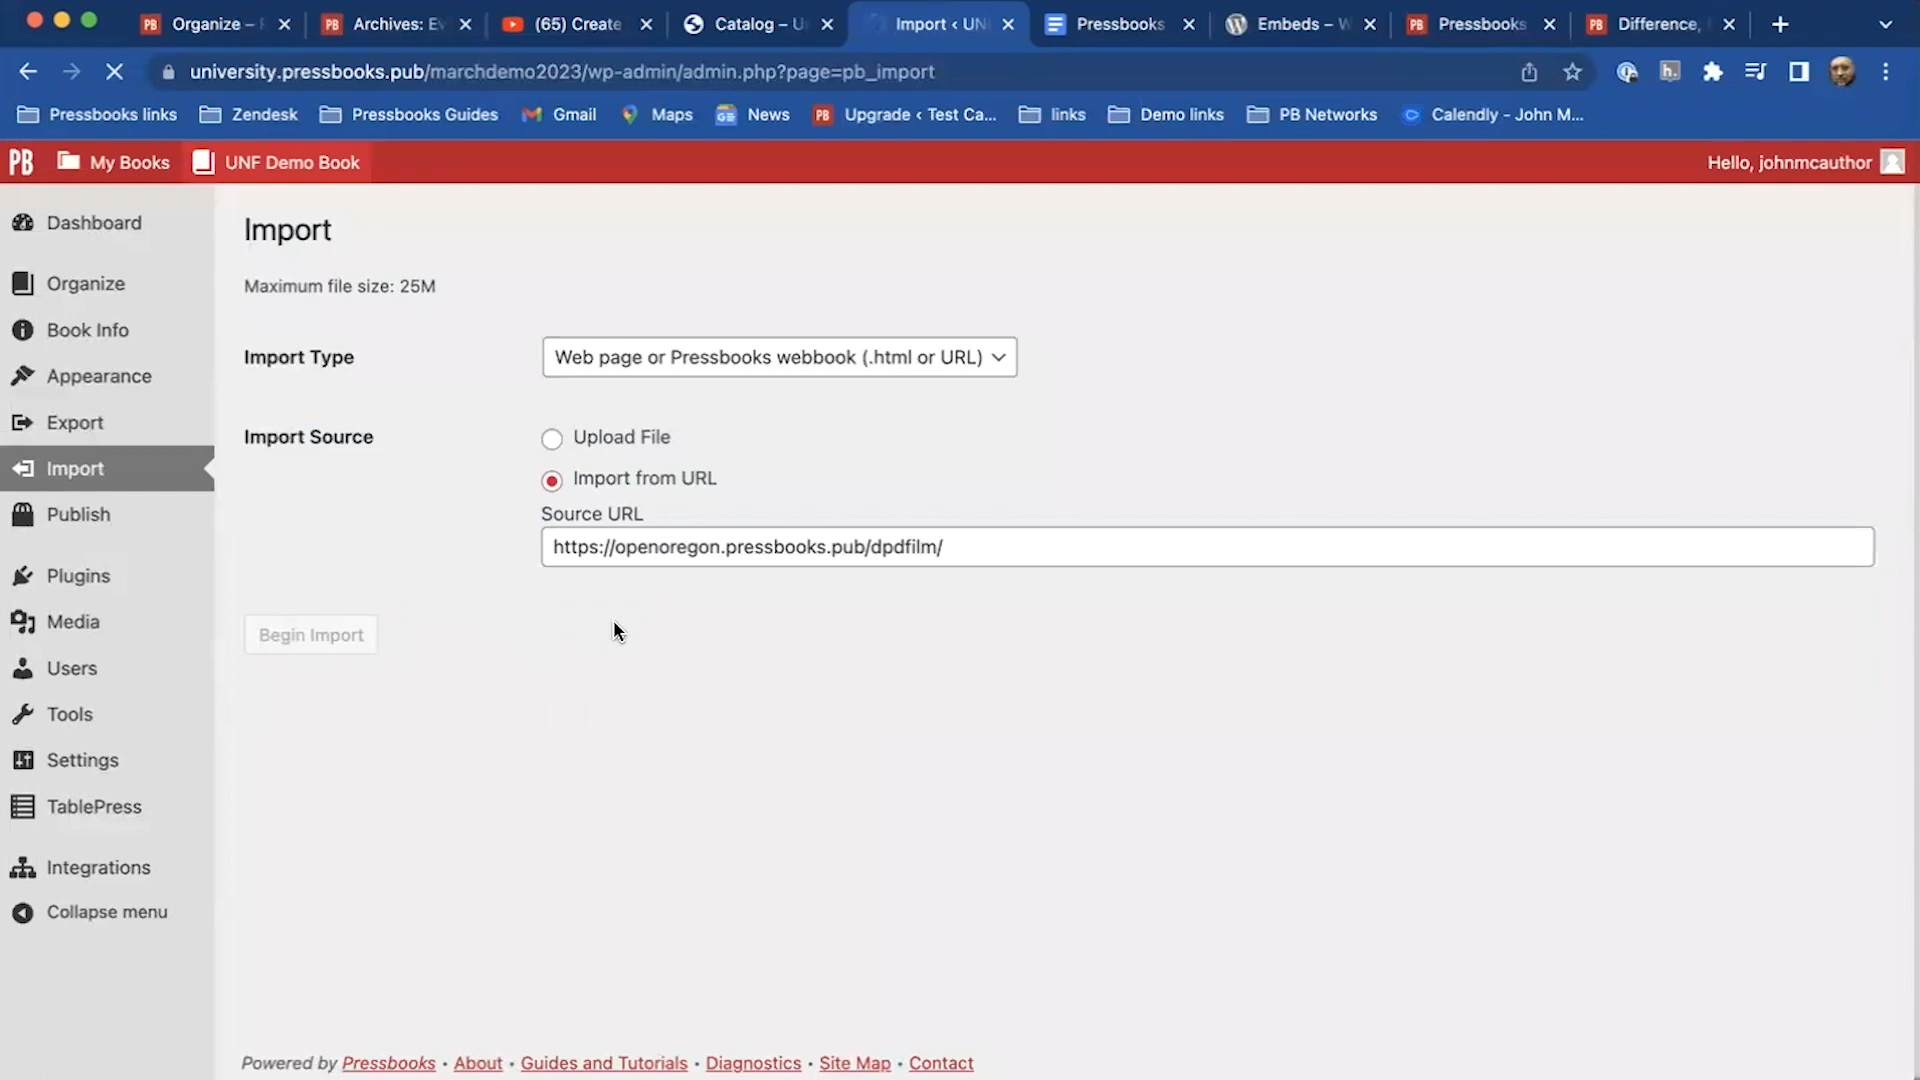 Organize –
Archives: Ev
(65) Create
Catalog – U
Import ‹ UN
Pressbooks
Embeds – W
Pressbooks
Difference,
university.pressbooks.pub/marchdemo2023/wp-admin/admin.php?page=pb_import
h.
Pressbooks links
Zendesk
Pressbooks Guides
Gmail
Maps
News
PB Upgrade ‹ Test Ca...
links
Demo links
PB Networks
Calendly - John M...
PB My Books
UNF Demo Book
Hello, johnmcauthor
Dashboard
Organize
Book Info
Appearance
Export
Import
Publish
Plugins
Media
Users
Tools
Settings
TablePress
Integrations
Collapse menu
Import
Maximum file size: 25M
Import Type
Web page or Pressbooks webbook (.html or URL)
Import Source
Upload File
Import from URL
Source URL
https://openoregon.pressbooks.pub/dpdfilm/
Begin Import
Powered by Pressbooks · About · Guides and Tutorials · Diagnostics · Site Map · Contact